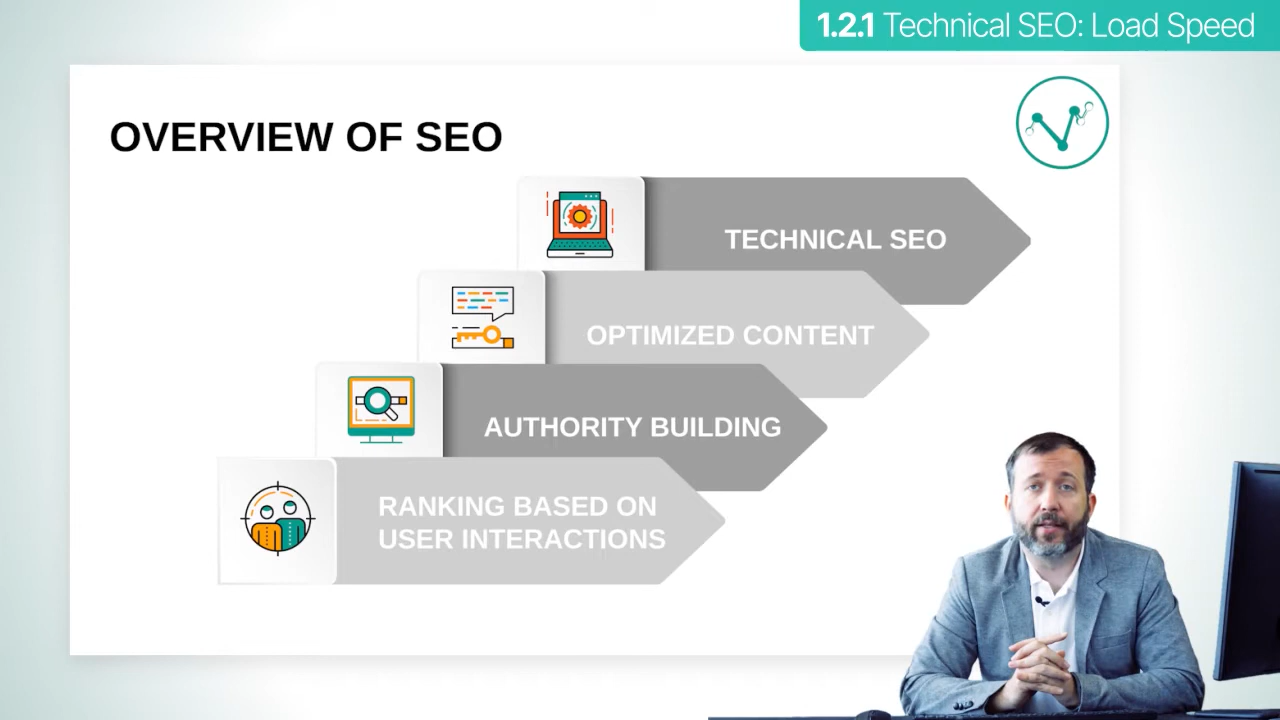 1.2.1 Technical SEO: Load Speed
OVERVIEW OF SEO
TECHNICAL SEO
OPTIMIZED CONTENT
AUTHORITY BUILDING
RANKING BASED ON
USER INTERACTIONS